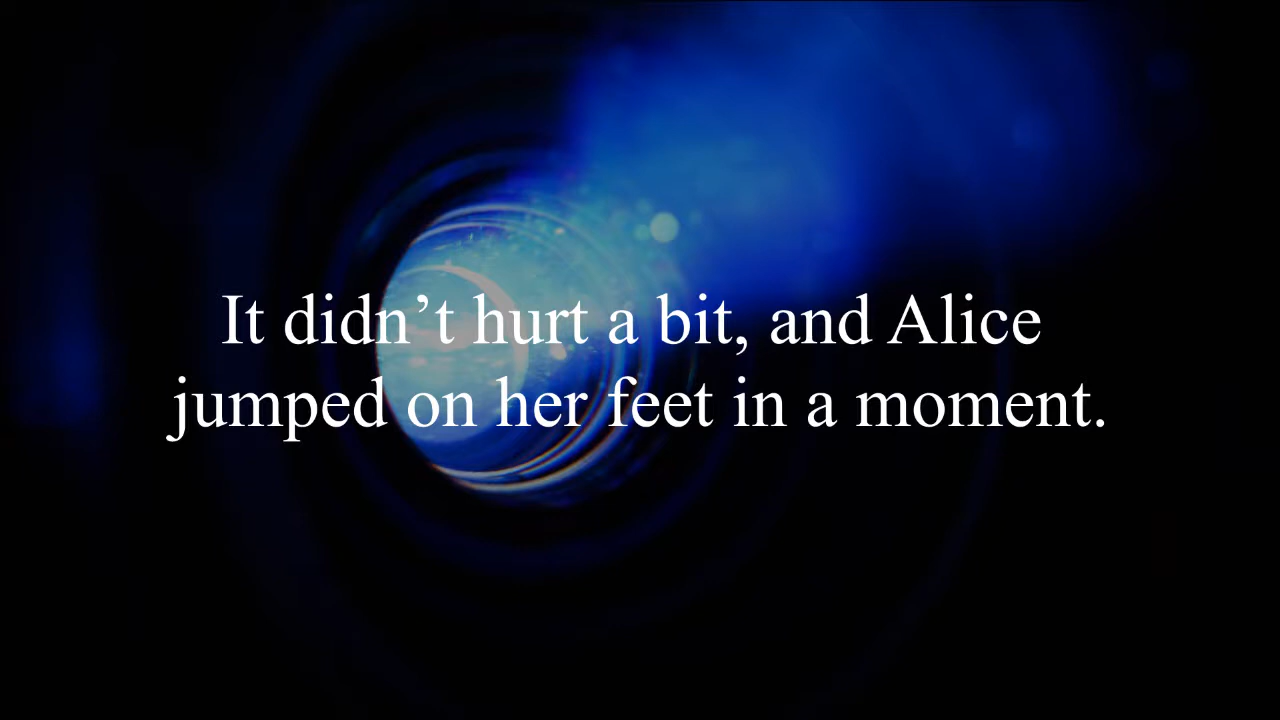 It didn’t hurt a bit, and Alice
jumped on her feet in a moment.